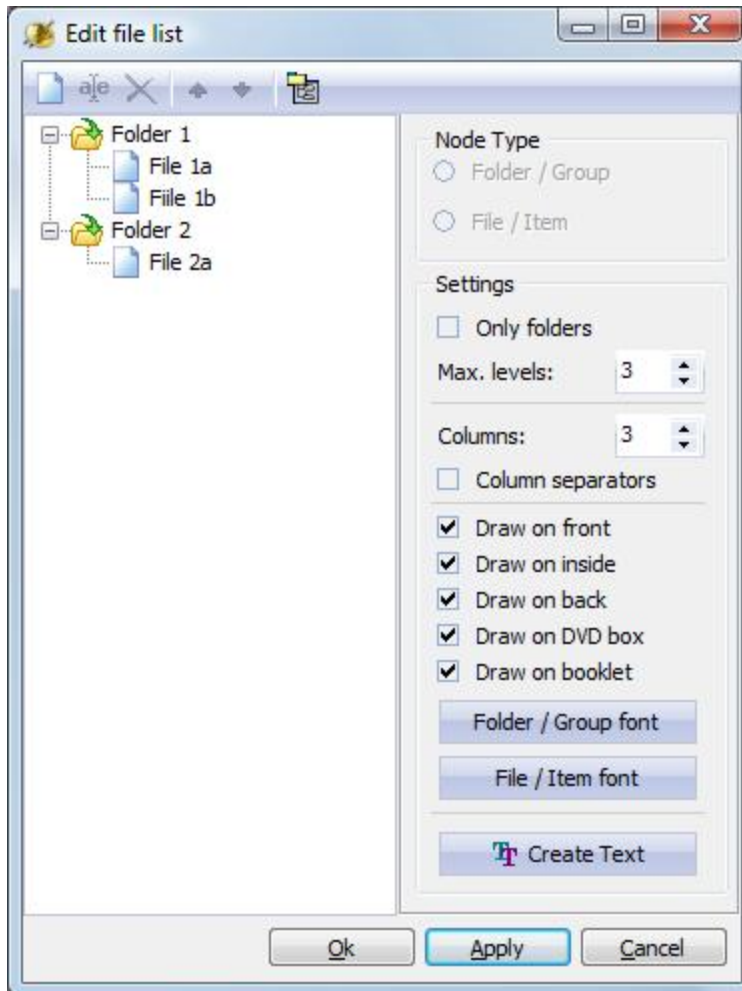 Edit file list
Folder 1
File 1a
Fiile 1b
Folder 2
File 2a
Node Type
Folder / Group
File / Item
Settings
Only folders
Max. levels: 3
Columns: 3
Column separators
Draw on front
Draw on inside
Draw on back
Draw on DVD box
Draw on booklet
Folder / Group font
File / Item font
Create Text
Ok Apply Cancel